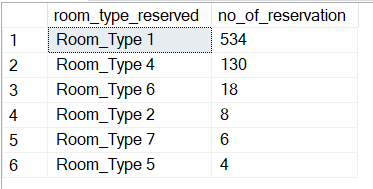 room_type_reserved no_of_reservation
1 Room_Type 1 534
2 Room_Type 4 130
3 Room_Type 6 18
4 Room_Type 2 8
5 Room_Type 7 6
6 Room_Type 5 4